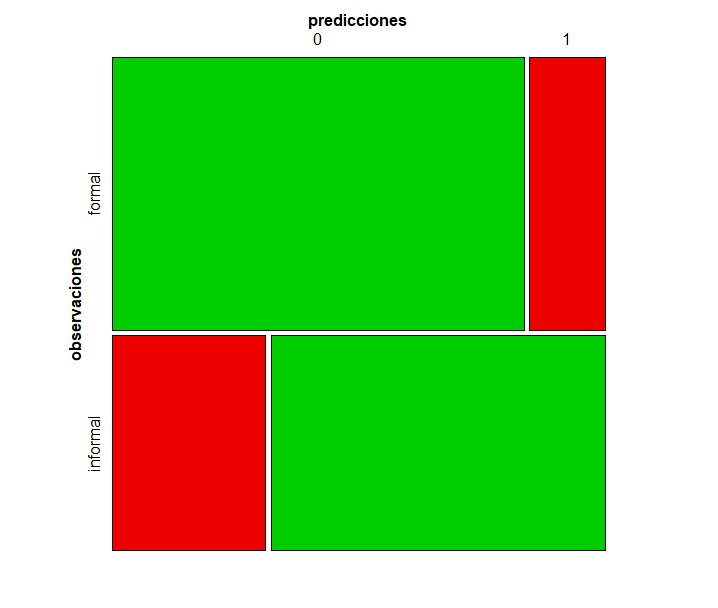 predicciones
0 1
formal
observaciones
informal